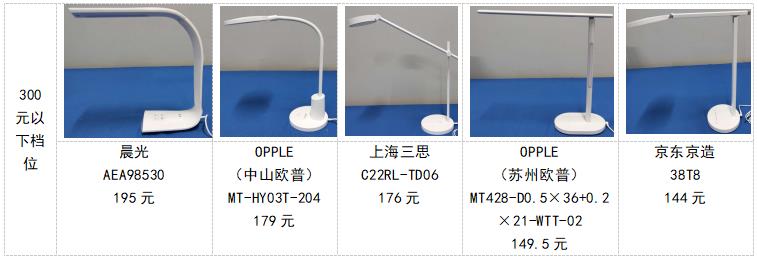 300
元以
下档
位
晨光
AEA98530
195 元
OPPLE
（中山欧普）
MT-HY03T-204
179 元
上海三思
C22RL-TD06
176 元
OPPLE
（苏州欧普）
MT428-D0.5×36+0.2
×21-WTT-02
149.5 元
京东京造
38T8
144 元